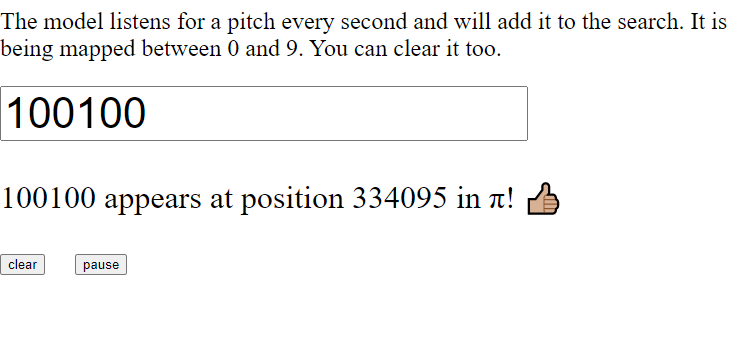 The model listens for a pitch every second and will add it to the search. It is
being mapped between 0 and 9. You can clear it too.
100100
100100 appears at position 334095 in π! 👍🏽
clear
pause